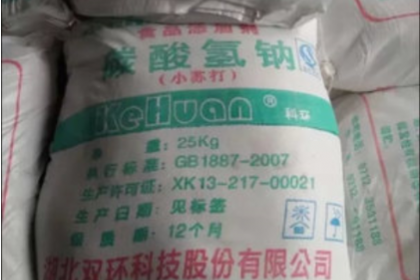 食品添加剂
碳酸氢钠
(小苏打)
KeHuan® 科环
净 重: 25Kg
执行标准: GB1887-2007
生产许可证: XK13-217-00021
生产日期: 见标签
保质期: 12个月
湖北双环科技股份有限公司